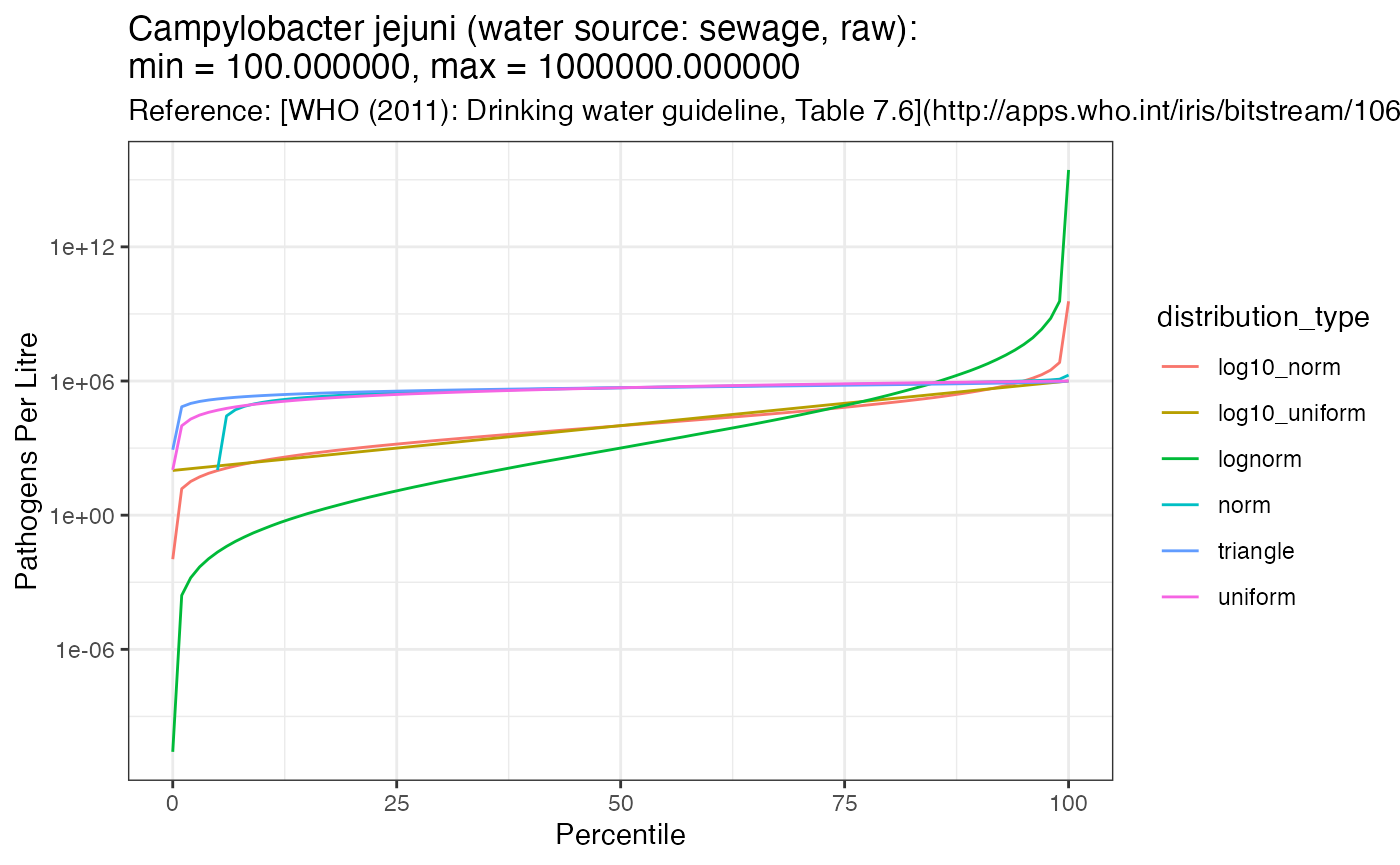 Campylobacter jejuni (water source: sewage, raw):
min = 100.000000, max = 1000000.000000
Reference: [WHO (2011): Drinking water guideline, Table 7.6](http://apps.who.int/iris/bitstream/106
Pathogens Per Litre
1e+12
1e+06
1e+00
1e-06
0 25 50 75 100
Percentile
distribution_type
log10_norm
log10_uniform
lognorm
norm
triangle
uniform